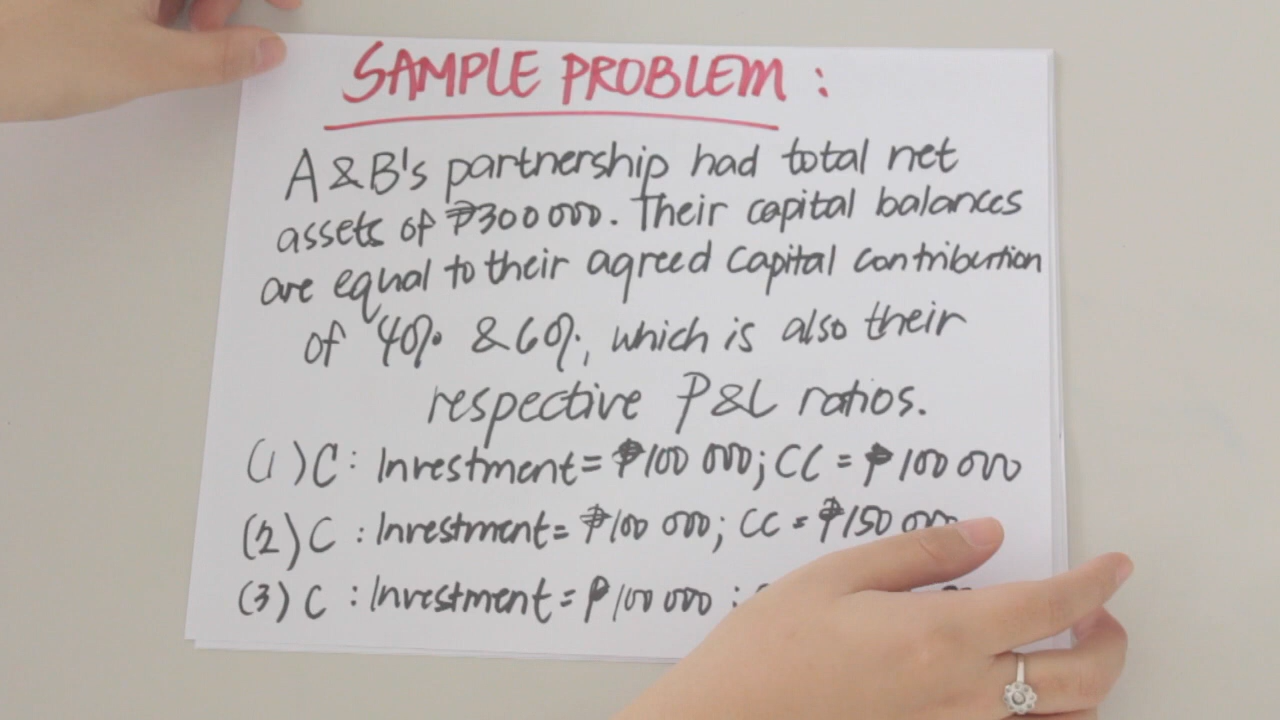 SAMPLE PROBLEM :
A & B's partnership had total net
assets of ₱300 000. Their capital balances
are equal to their agreed capital contribution
of 40% & 60%, which is also their
respective P&L ratios.
(1) C : Investment = ₱100 000; CC = ₱100 000
(2) C : Investment = ₱100 000; CC = ₱150 000
(3) C : Investment = ₱100 000 ;